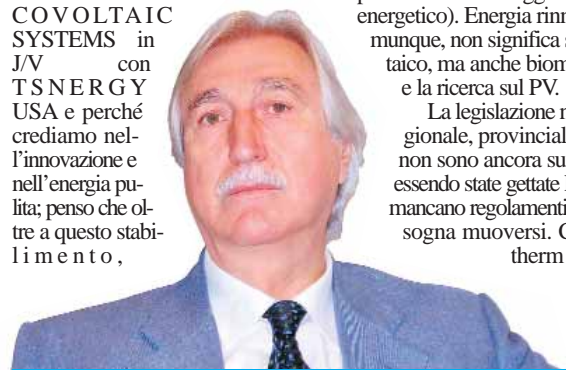 COVOLTAIC
SYSTEMS in
J/V con
TSNERGY
USA e perché
crediamo nel-
l'innovazione e
nell'energia pu-
lita; penso che ol-
tre a questo stabi-
limento,
energetico). Energia rinn
munque, non significa s
taico, ma anche biom
e la ricerca sul PV.
La legislazione n
gionale, provincial
non sono ancora su
essendo state gettate
mancano regolamenti
sogna muoversi. C
therm